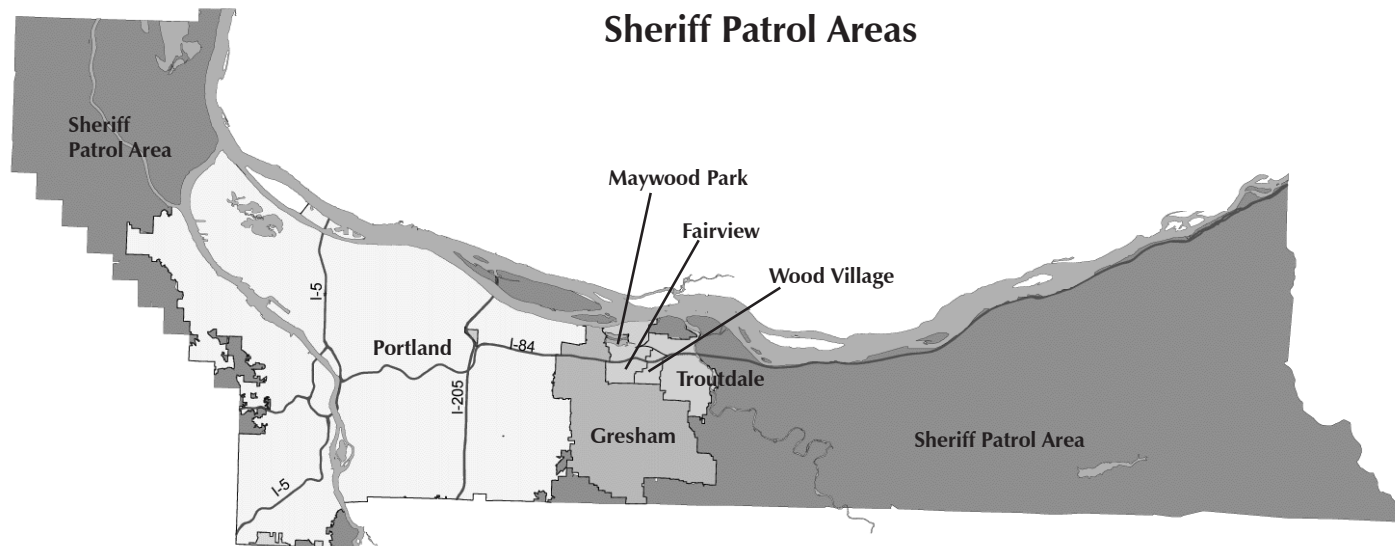 Sheriff Patrol Areas
Sheriff
Patrol Area
Maywood Park
Fairview
Wood Village
I-5
Portland
I-84
Troutdale
I-205
Gresham
Sheriff Patrol Area
I-5